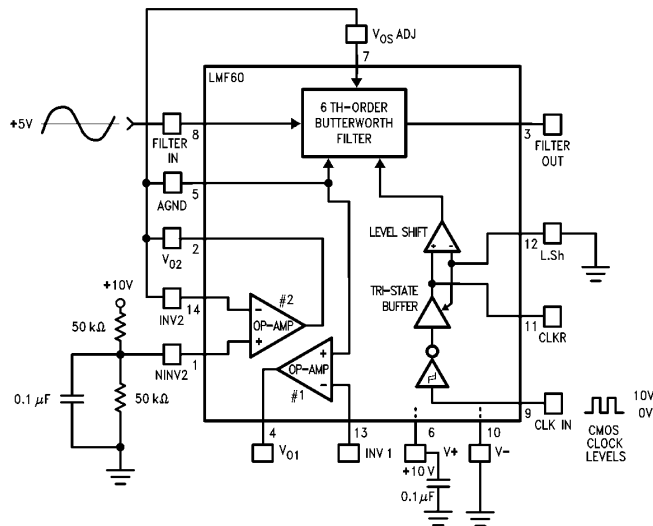 V_OS ADJ
7
LMF60
6 TH-ORDER
BUTTERWORTH
FILTER
+5V
8
FILTER
IN
3
FILTER
OUT
5
AGND
LEVEL SHIFT
+ -
12
L.Sh
2
V_O2
+10V
TRI-STATE
BUFFER
#2
14
INV2
-
OP-AMP
+
11
CLKR
50 kΩ
1
NINV2
+
OP-AMP
-
#1
0.1 μF
50 kΩ
9
CLK IN
10V
0V
CMOS
CLOCK
LEVELS
4
V_O1
13
INV 1
6
V+
+10 V
0.1 μF
10
V-